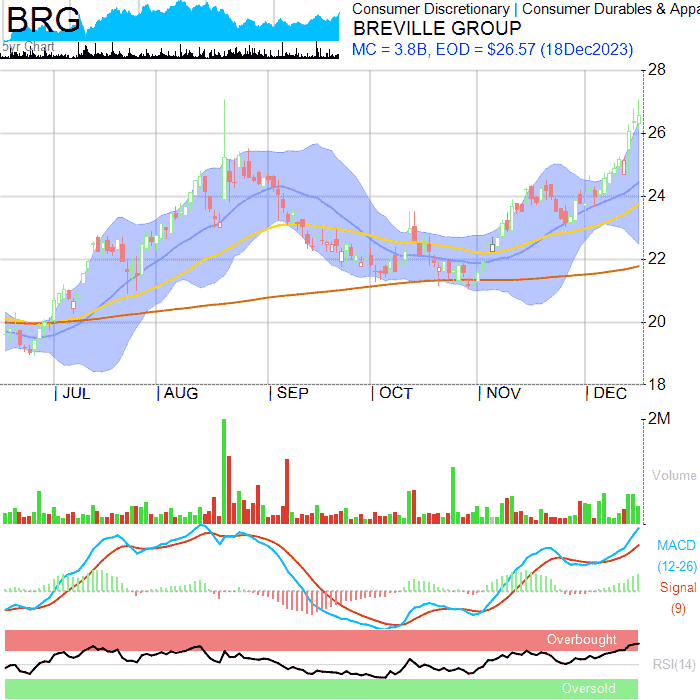 BRG
5yr Chart
Consumer Discretionary | Consumer Durables & Appa
BREVILLE GROUP
MC = 3.8B, EOD = $26.57 (18Dec2023)
28
26
24
22
20
18
JUL AUG SEP OCT NOV DEC
2M
Volume
MACD
(12-26)
Signal
(9)
Overbought
RSI(14)
Oversold